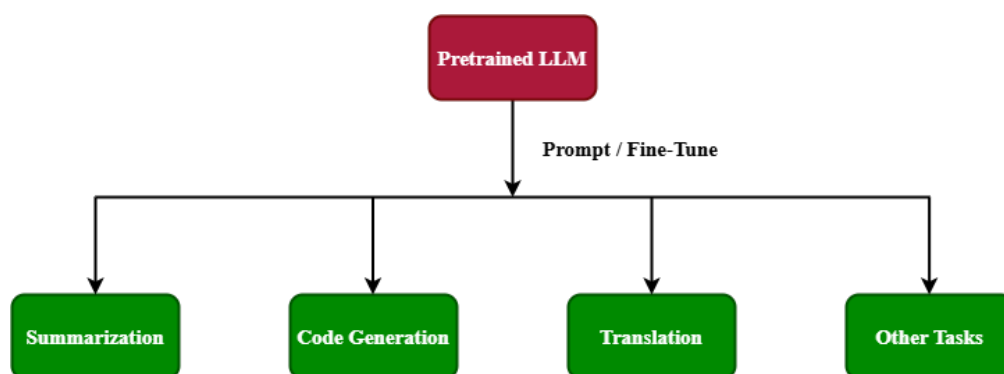 Pretrained LLM
Prompt / Fine-Tune
Summarization
Code Generation
Translation
Other Tasks